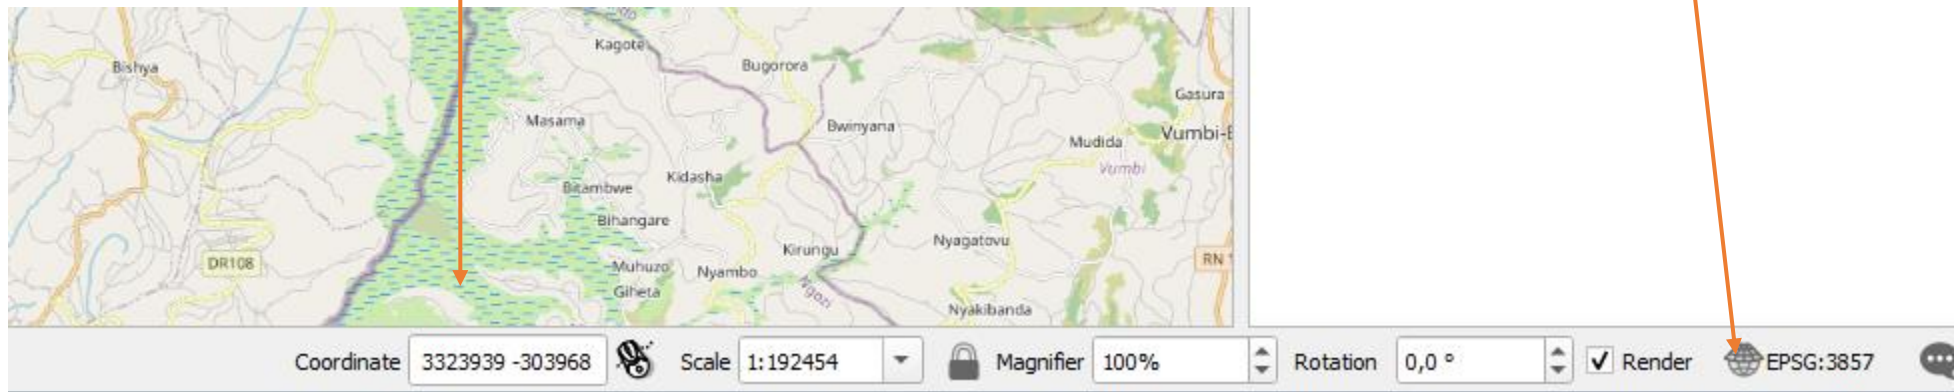 Kagote
Bishya
Bugorora
Gasura
Masama
Bwinyana
Vumbi-
Mudida
Vumbi
Kidasha
Bitambwe
Bihangare
Nyagatovu
Kirungu
DR108
RN
Muhuzo
Nyambo
Giheta
Ngozi
Nyakibanda
Coordinate 3323939 -303968 Scale 1:192454 Magnifier 100% Rotation 0,0 ° Render EPSG:3857